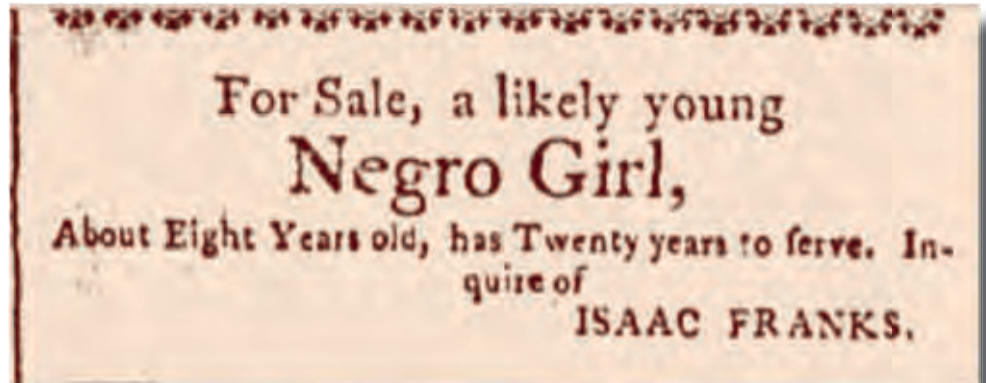 For Sale, a likely young
Negro Girl,
About Eight Years old, has Twenty years to ſerve. In-
quire of
ISAAC FRANKS.